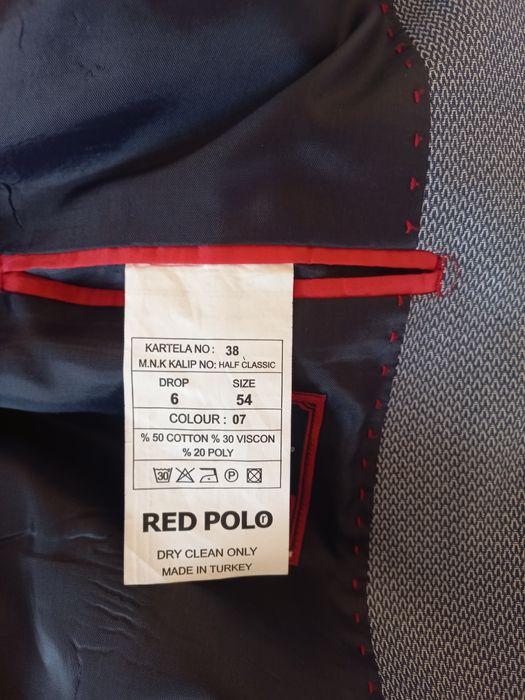 KARTELA NO: 38
M.N.K KALIP NO: HALF CLASSIC
DROP SIZE
6 54
COLOUR : 07
% 50 COTTON % 30 VISCON
% 20 POLY
30 P
RED POLO
DRY CLEAN ONLY
MADE IN TURKEY